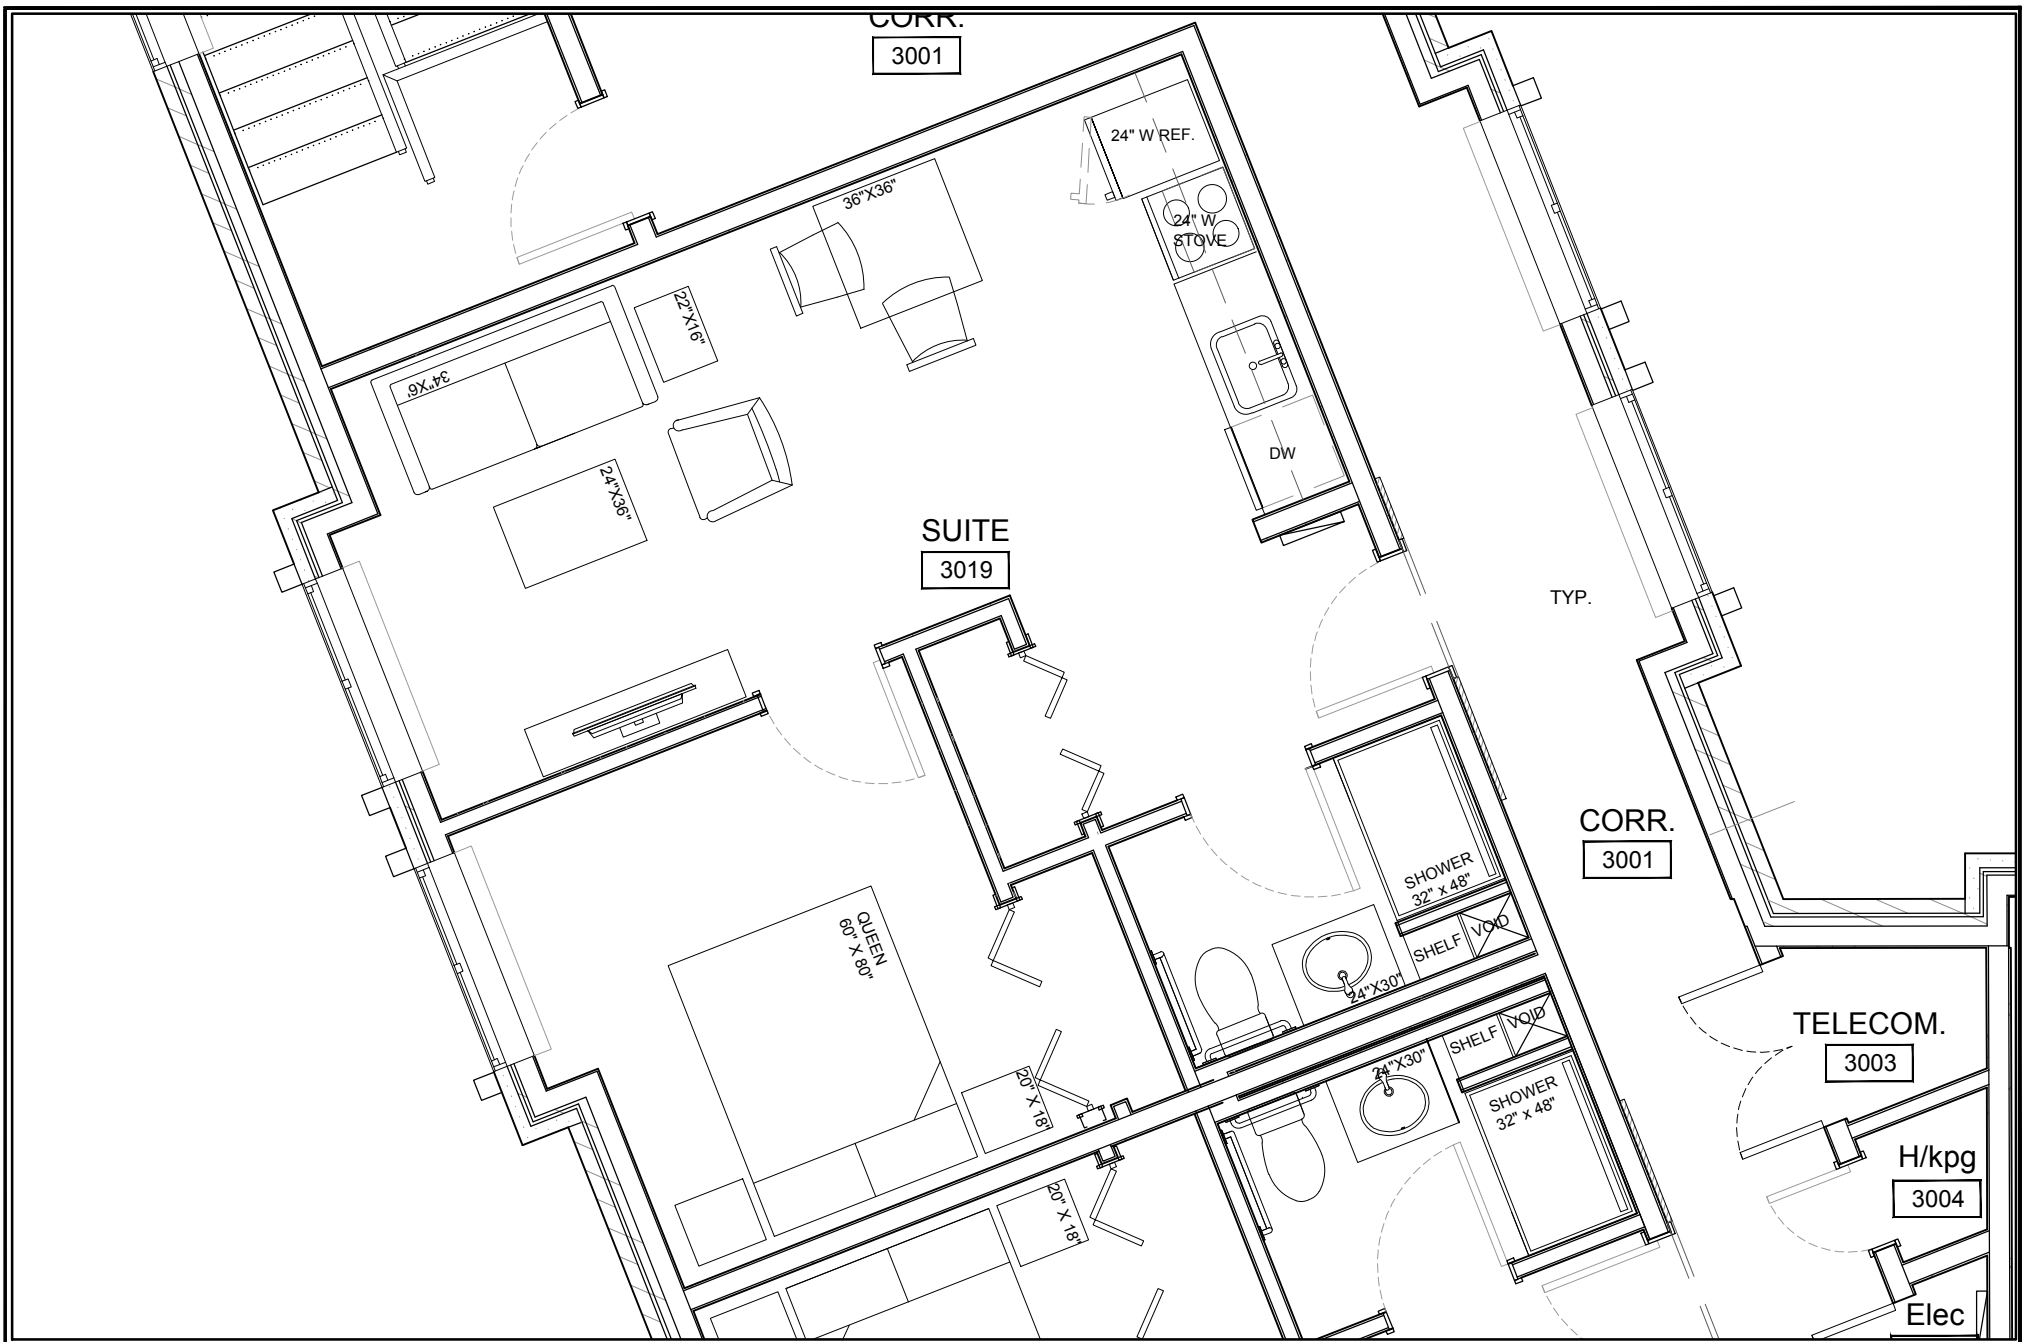 CORR.
3001
24" W REF.
36"X36"
24" W
STOVE
22"X16"
34"X6'
DW
24"X36"
SUITE
3019
TYP.
CORR.
3001
SHOWER
32" x 48"
QUEEN
60" X 80"
SHELF
VOID
24"X30"
TELECOM.
3003
SHELF
VOID
24"X30"
20" X 18"
SHOWER
32" x 48"
H/kpg
3004
20" X 18"
Elec